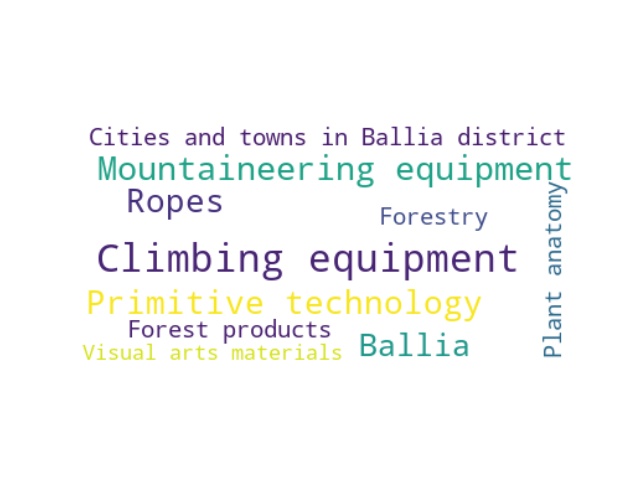 Cities and towns in Ballia district
Mountaineering equipment
Ropes
Forestry
Plant anatomy
Climbing equipment
Primitive technology
Forest products
Ballia
Visual arts materials